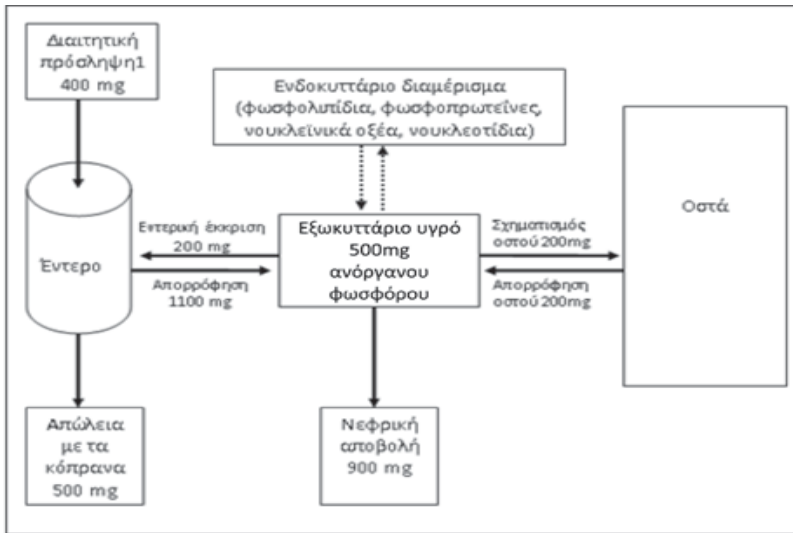 Διαιτητική
πρόσληψη1
400 mg
Ενδοκυττάριο διαμέρισμα
(φωσφολιπίδια, φωσφοπρωτεΐνες,
νουκλεϊνικά οξέα, νουκλεοτίδια)
Οστά
Έντερο
Εντερική έκκριση
200 mg
Απορρόφηση
1100 mg
Εξωκυττάριο υγρό
500mg
ανόργανου
φωσφόρου
Σχηματισμός
οστού 200mg
Απορρόφηση
οστού 200mg
Απώλεια
με τα
κόπρανα
500 mg
Νεφρική
αποβολή
900 mg